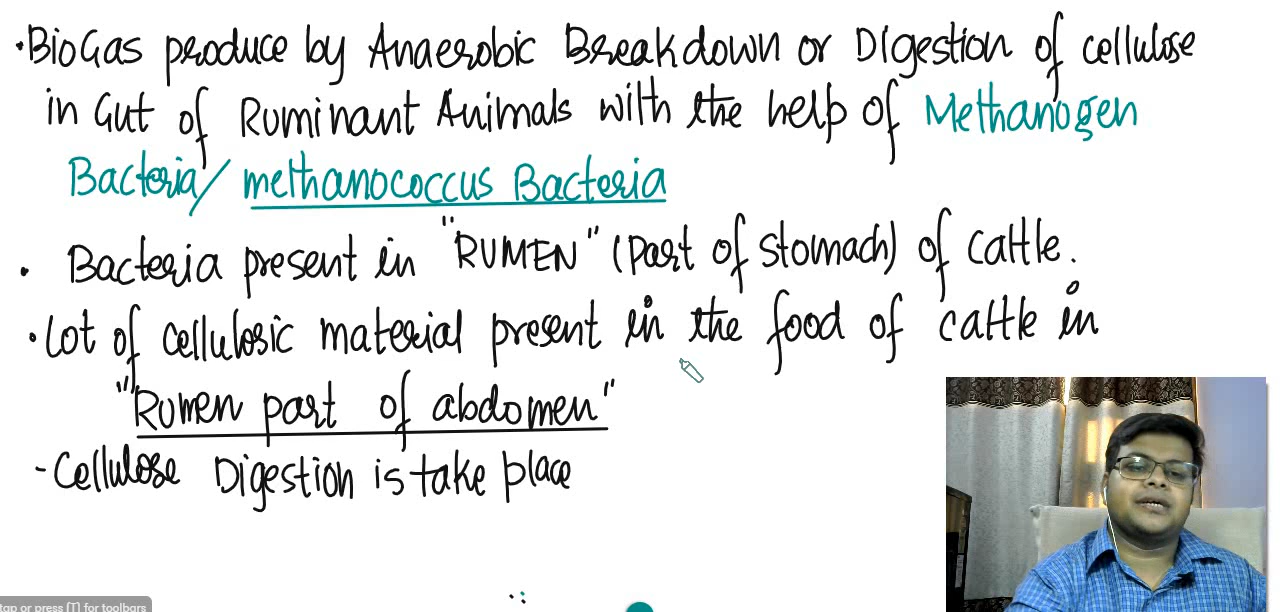 • BioGas produce by Anaerobic Breakdown or Digestion of cellulose
in Gut of Ruminant Animals with the help of Methanogen
Bacteria/ methanococcus Bacteria
• Bacteria present in "RUMEN" (Part of Stomach) of Cattle.
• Lot of cellulosic material present in the food of cattle in
"Rumen part of abdomen"
- Cellulose Digestion is take place
tap or press [T] for toolbars